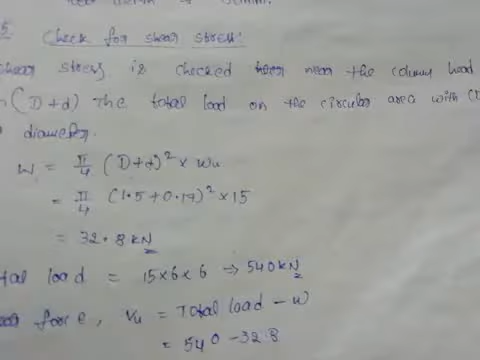 5 Check for shear stress:
shear stress is checked near the column head
(D+d) The total load on the circular area with
diameter.
W = π/4 (D+d)² × Wu
= π/4 (1.5+0.17)² × 15
= 32.8 kN
total load = 15×6×6 ⇒ 540 kN
force, Vu = Total load - W
= 540 - 32.8